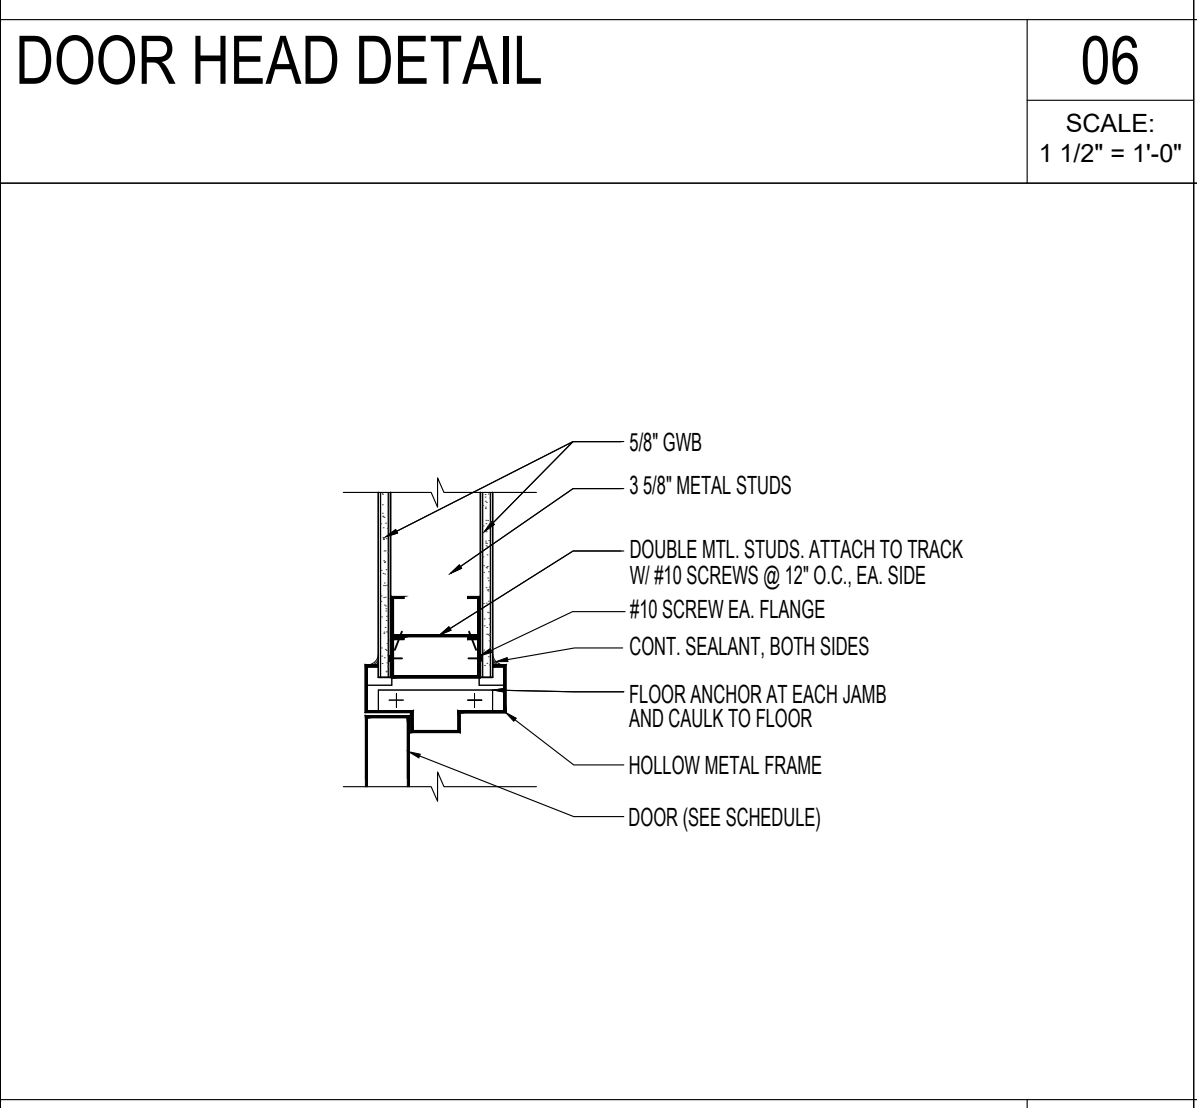 DOOR HEAD DETAIL
06
SCALE:
1 1/2" = 1'-0"
5/8" GWB
3 5/8" METAL STUDS
DOUBLE MTL. STUDS. ATTACH TO TRACK
W/ #10 SCREWS @ 12" O.C., EA. SIDE
#10 SCREW EA. FLANGE
CONT. SEALANT, BOTH SIDES
FLOOR ANCHOR AT EACH JAMB
AND CAULK TO FLOOR
HOLLOW METAL FRAME
DOOR (SEE SCHEDULE)